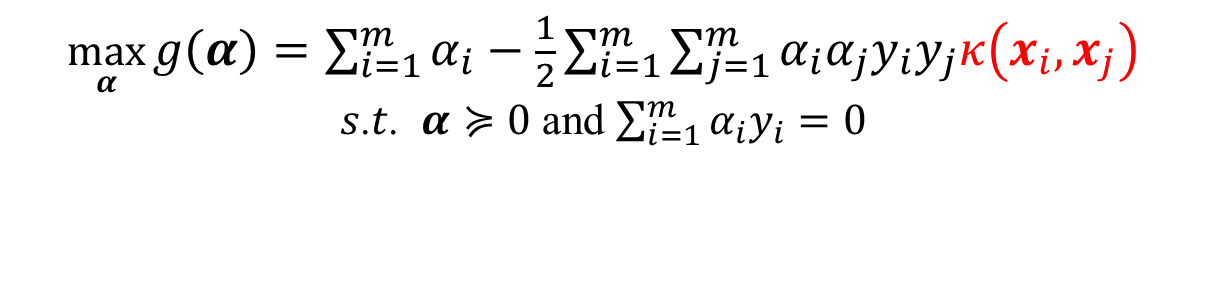 max_𝜶 g(𝜶) = ∑_{i=1}^{m} α_i − 1/2 ∑_{i=1}^{m} ∑_{j=1}^{m} α_i α_j y_i y_j κ(𝒙_i, 𝒙_j)
s.t. 𝜶 ≽ 0 and ∑_{i=1}^{m} α_i y_i = 0